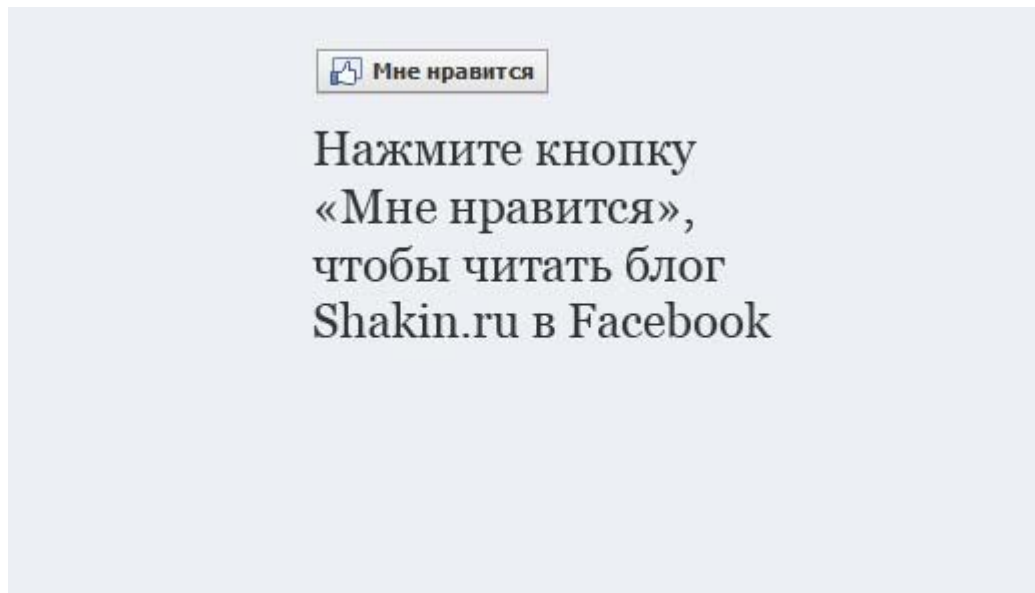 Мне нравится
Нажмите кнопку
«Мне нравится»,
чтобы читать блог
Shakin.ru в Facebook